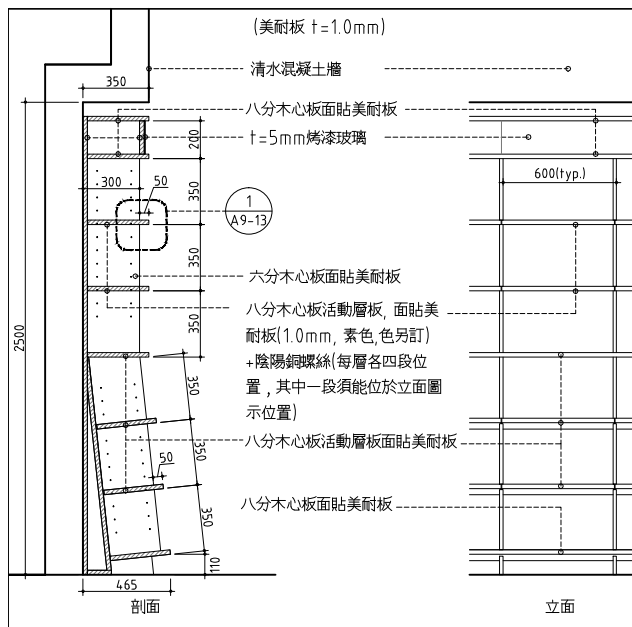 (美耐板 t=1.0mm)
清水混凝土牆
350
八分木心板面貼美耐板
t=5mm烤漆玻璃
200
300
50
600(typ.)
350
1
A9-13
350
六分木心板面貼美耐板
八分木心板活動層板, 面貼美
耐板(1.0mm, 素色,色另訂)
+陰陽銅螺絲(每層各四段位
置，其中一段須能位於立面圖
示位置)
350
2500
350
八分木心板活動層板面貼美耐板
50
350
八分木心板面貼美耐板
350
110
465
剖面
立面